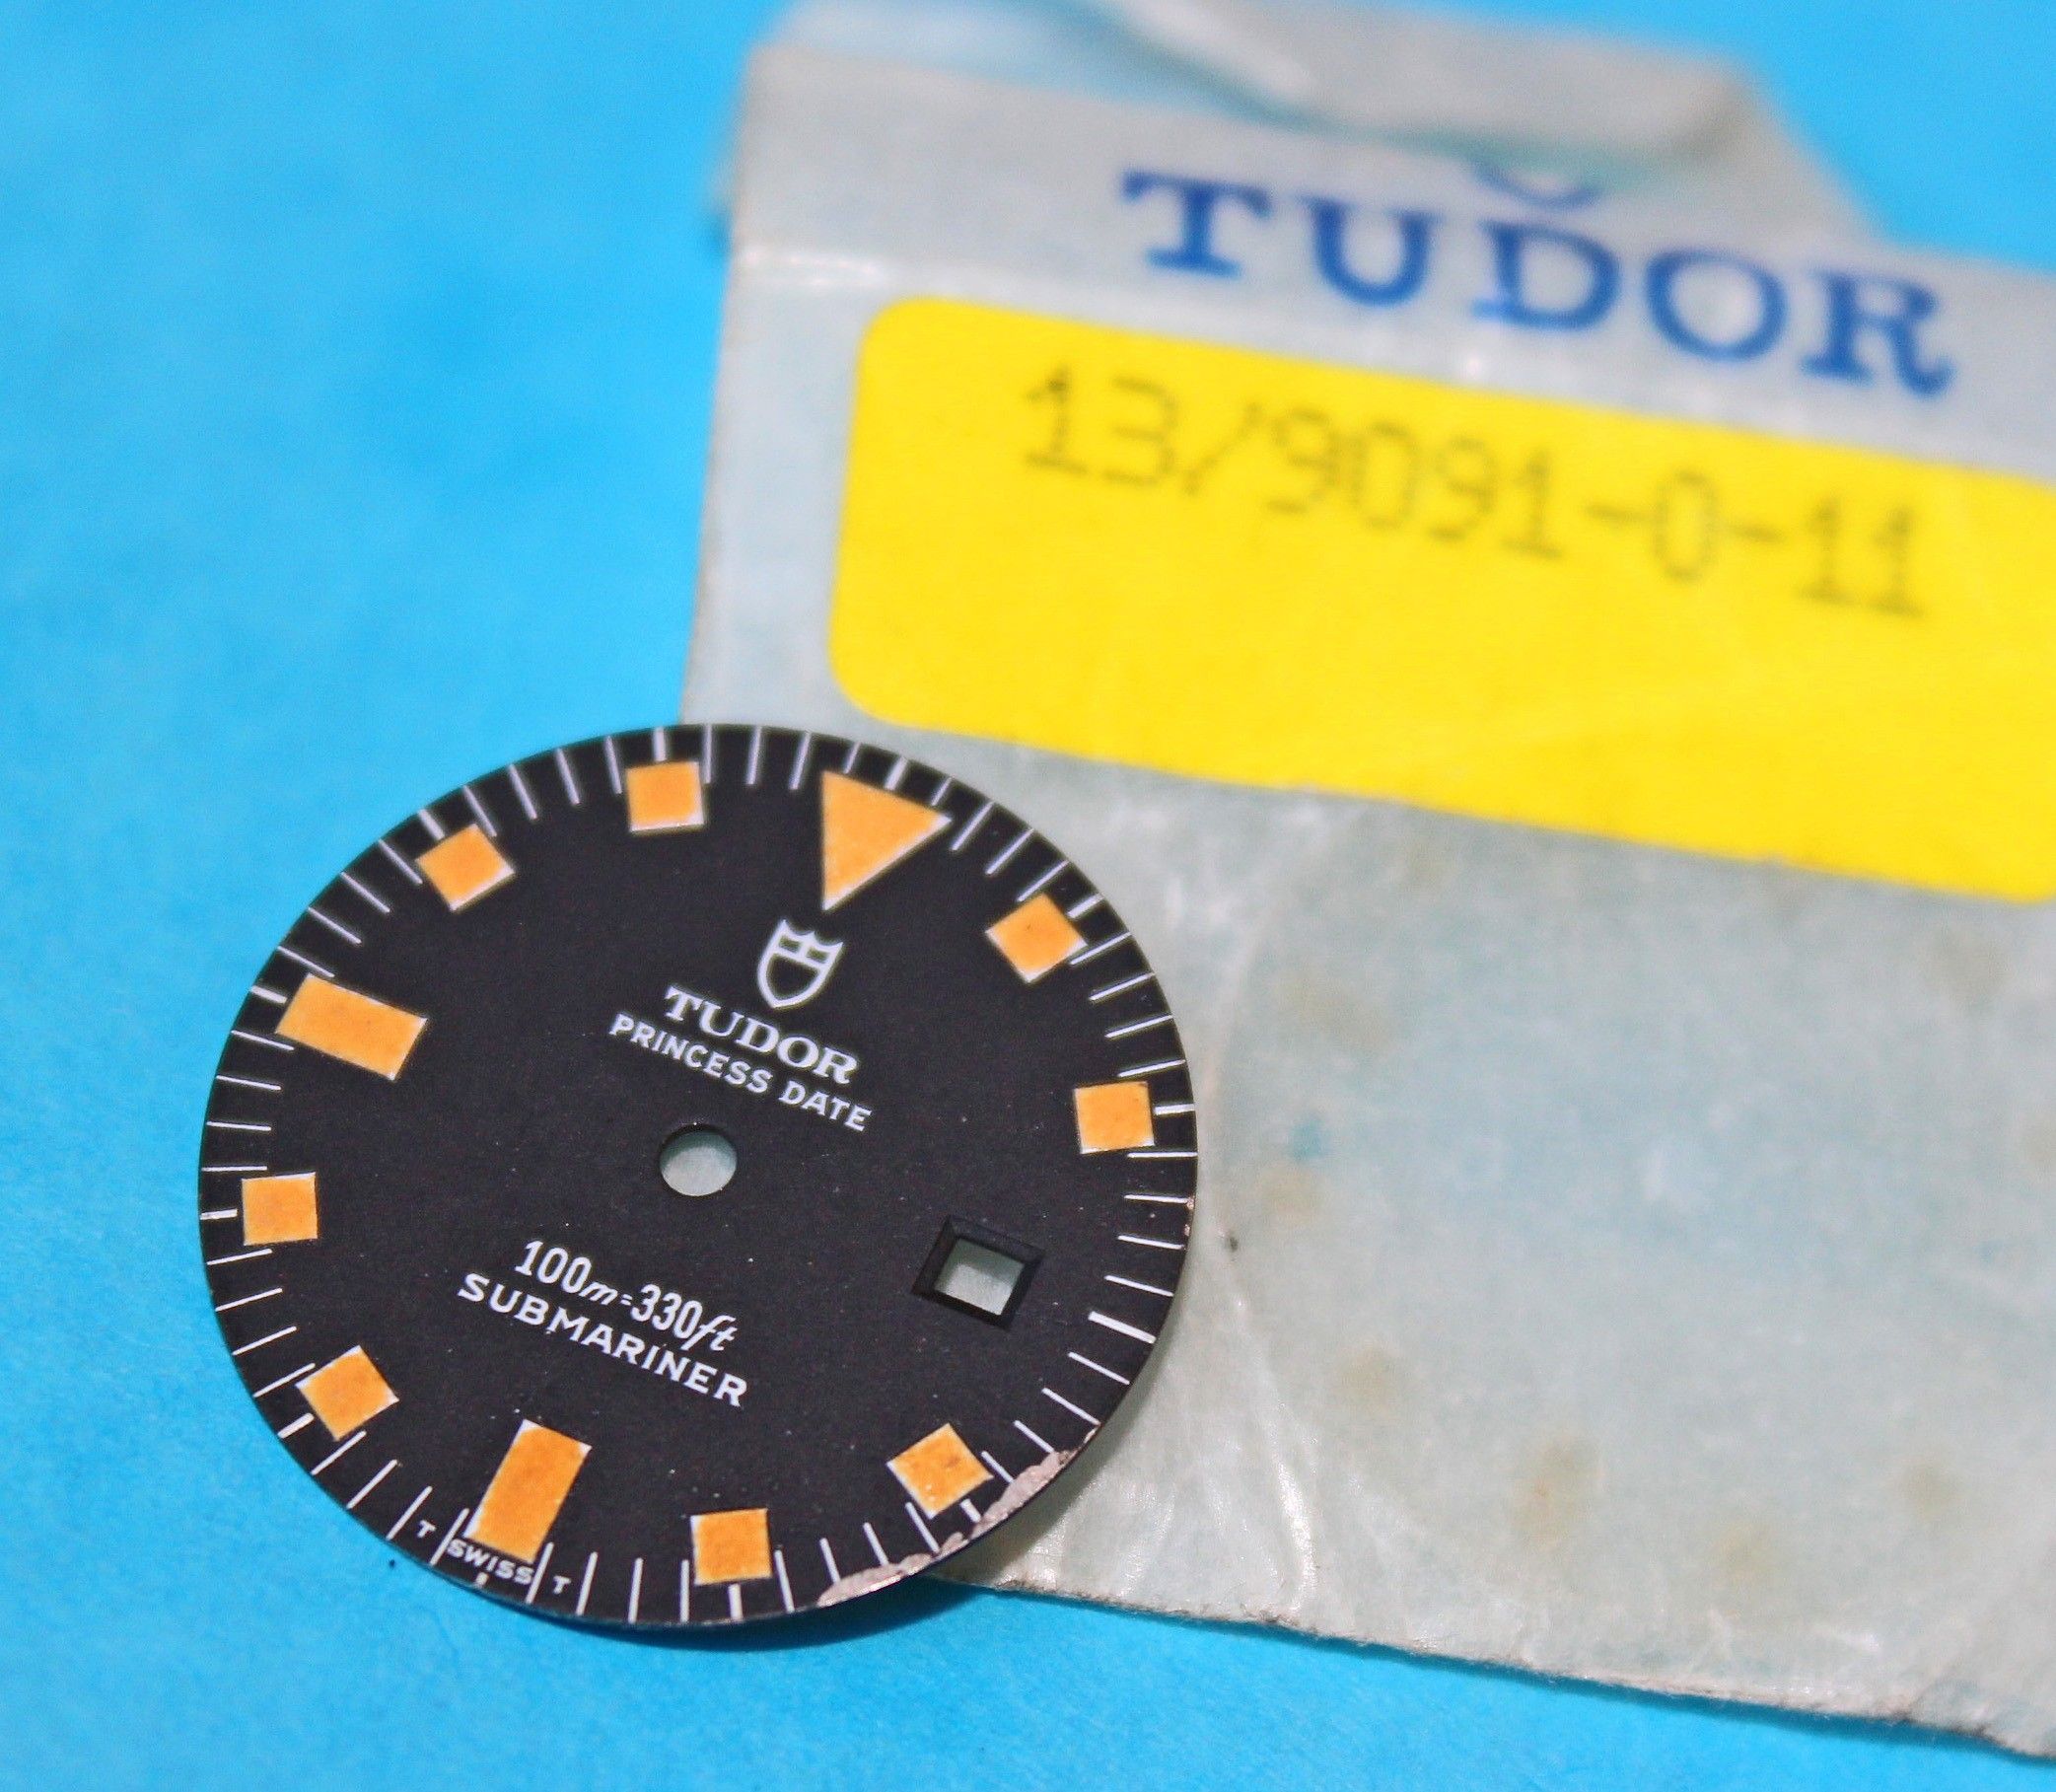 TUDOR
13/9091-0-11
TUDOR
PRINCESS DATE
100m=330ft
SUBMARINER
T SWISS T